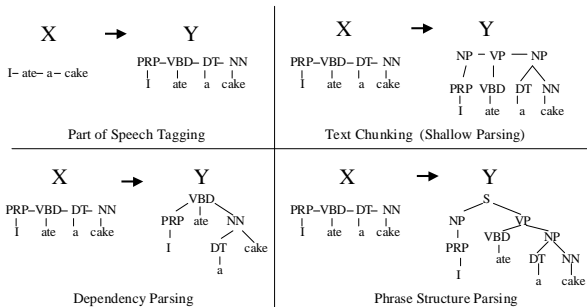 X Y
I– ate– a– cake
PRP–VBD– DT– NN
I ate a cake
Part of Speech Tagging
X Y
PRP–VBD– DT– NN
I ate a cake
NP – VP – NP
PRP VBD DT NN
I ate a cake
Text Chunking (Shallow Parsing)
X Y
PRP–VBD– DT– NN
I ate a cake
VBD
PRP ate NN
I DT cake
a
Dependency Parsing
X Y
PRP–VBD– DT– NN
I ate a cake
S
NP VP
PRP VBD NP
I ate DT NN
a cake
Phrase Structure Parsing